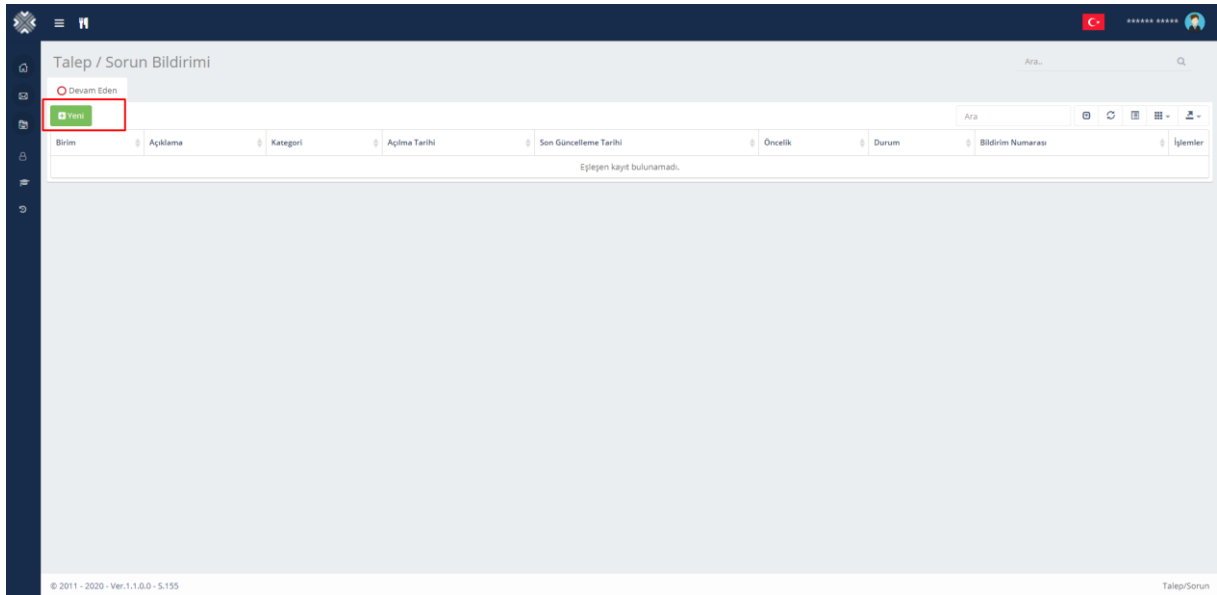 ****** *****
Talep / Sorun Bildirimi
Ara..
Devam Eden
Yeni
Ara
Birim Açıklama Kategori Açılma Tarihi Son Güncelleme Tarihi Öncelik Durum Bildirim Numarası İşlemler
Eşleşen kayıt bulunamadı.
© 2011 - 2020 - Ver.1.1.0.0 - S.155
Talep/Sorun